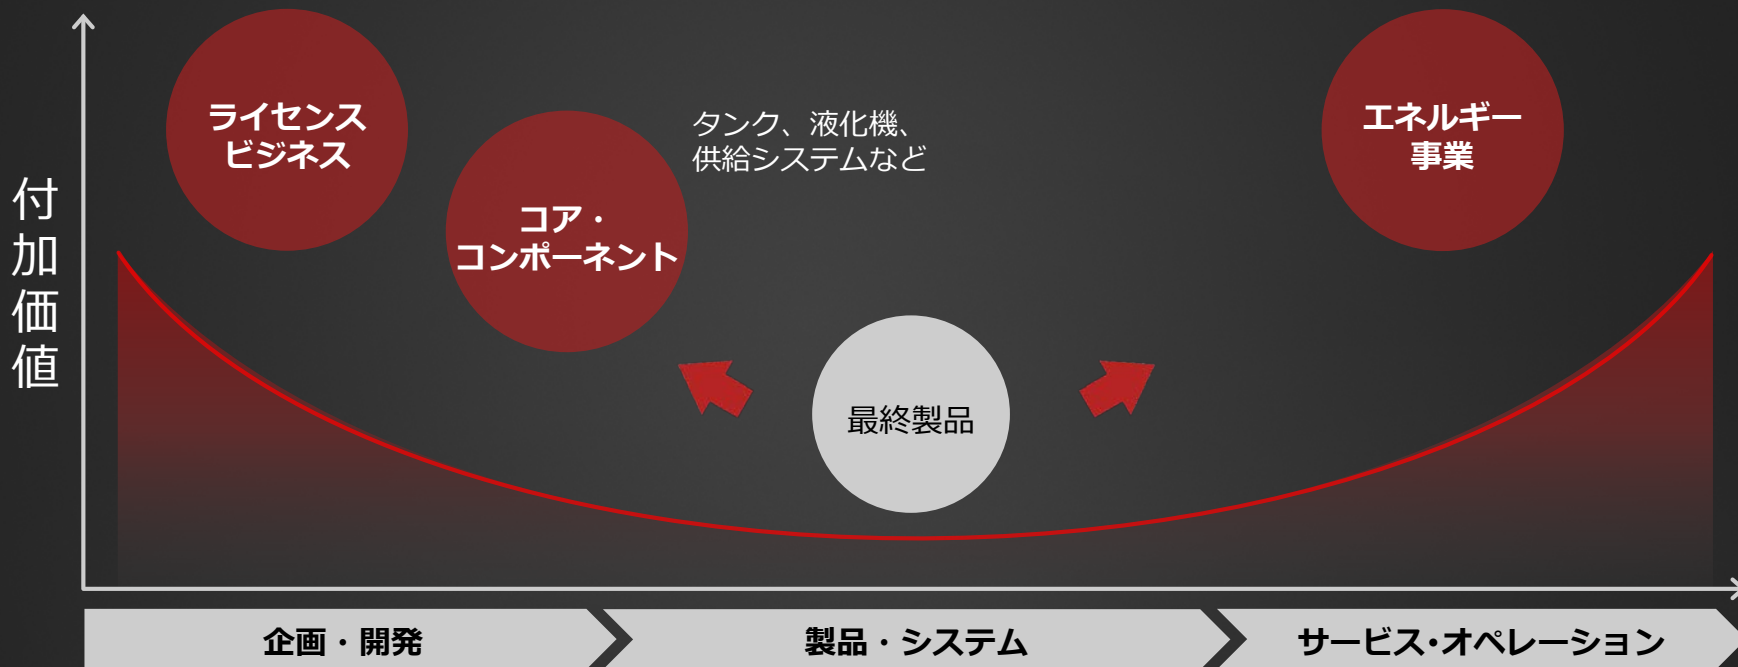 付加価値
ライセンス
ビジネス
コア・
コンポーネント
タンク、液化機、
供給システムなど
エネルギー
事業
最終製品
企画・開発
製品・システム
サービス・オペレーション